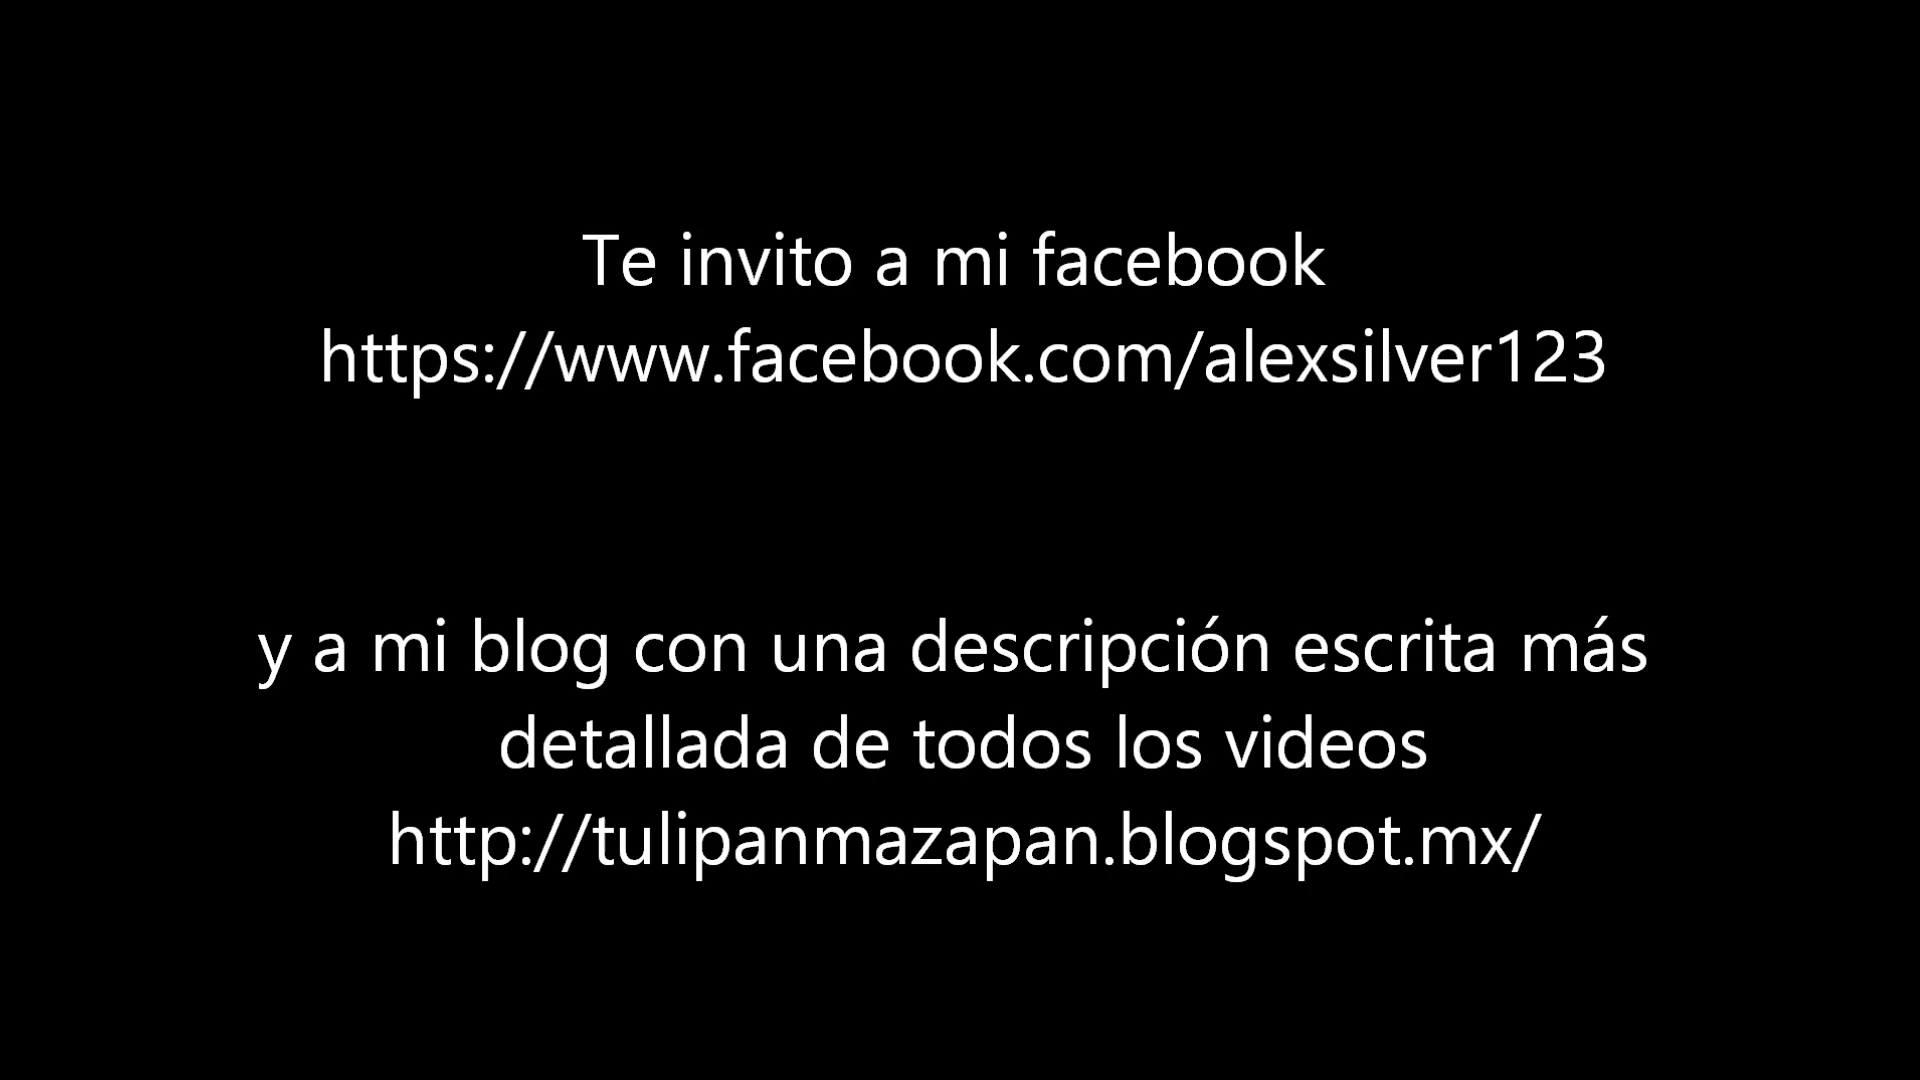 Te invito a mi facebook
https://www.facebook.com/alexsilver123
y a mi blog con una descripción escrita más
detallada de todos los videos
http://tulipanmazapan.blogspot.mx/